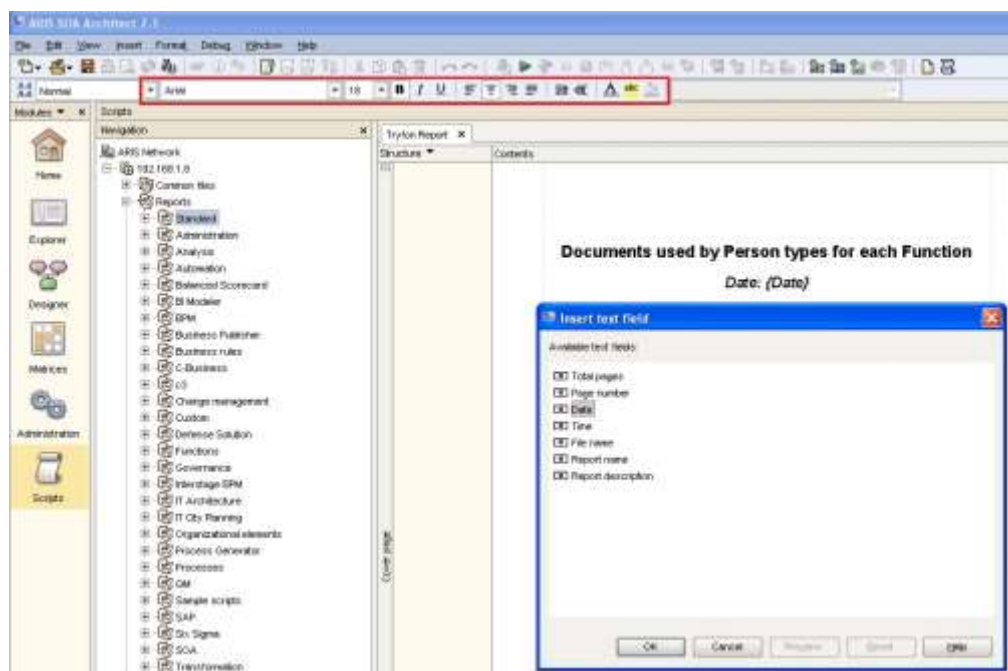 ARIS SOA Architect 7.1
File Edit View Insert Format Debug Window Help
Normal Arial 18 B I U
Modules Scripts
Navigation
Home
Explorer
Designer
Matrices
Administration
Scripts
ARIS Network
192.168.1.8
Common files
Reports
Standard
Administration
Analysis
Automation
Balanced Scorecard
BI Modeler
BPM
Business Publisher
Business rules
C-Business
c3
Change management
Custom
Defense Solution
Functions
Governance
Interstage BPM
IT Architecture
IT City Planning
Organizational elements
Process Generator
Processes
QM
Sample scripts
SAP
Six Sigma
SOA
Transformation
Tryton Report
Structure Contents
Cover page
Documents used by Person types for each Function
Date: {Date}
Insert text field
Available text fields:
Total pages
Page number
Date
Time
File name
Report name
Report description
OK Cancel Help